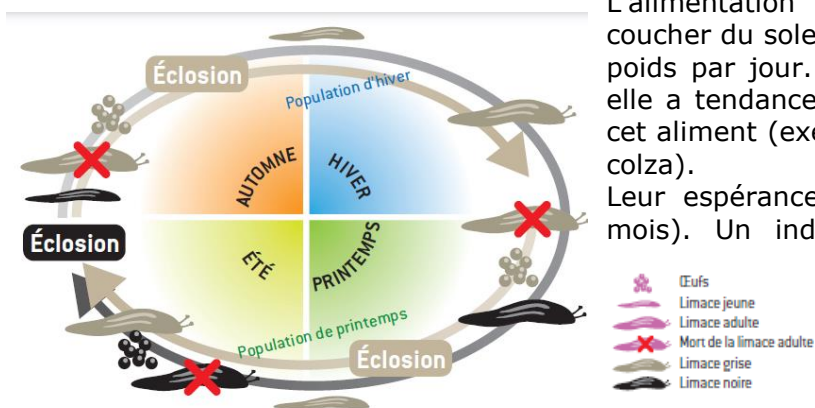 L'alimentation
coucher du sole
poids par jour.
elle a tendance
cet aliment (exe
colza).
Leur espérance
mois). Un ind
Éclosion
Population d'hiver
AUTOMNE
HIVER
Éclosion
ÉTÉ
PRINTEMPS
Population de printemps
Éclosion
Œufs
Limace jeune
Limace adulte
Mort de la limace adulte
Limace grise
Limace noire